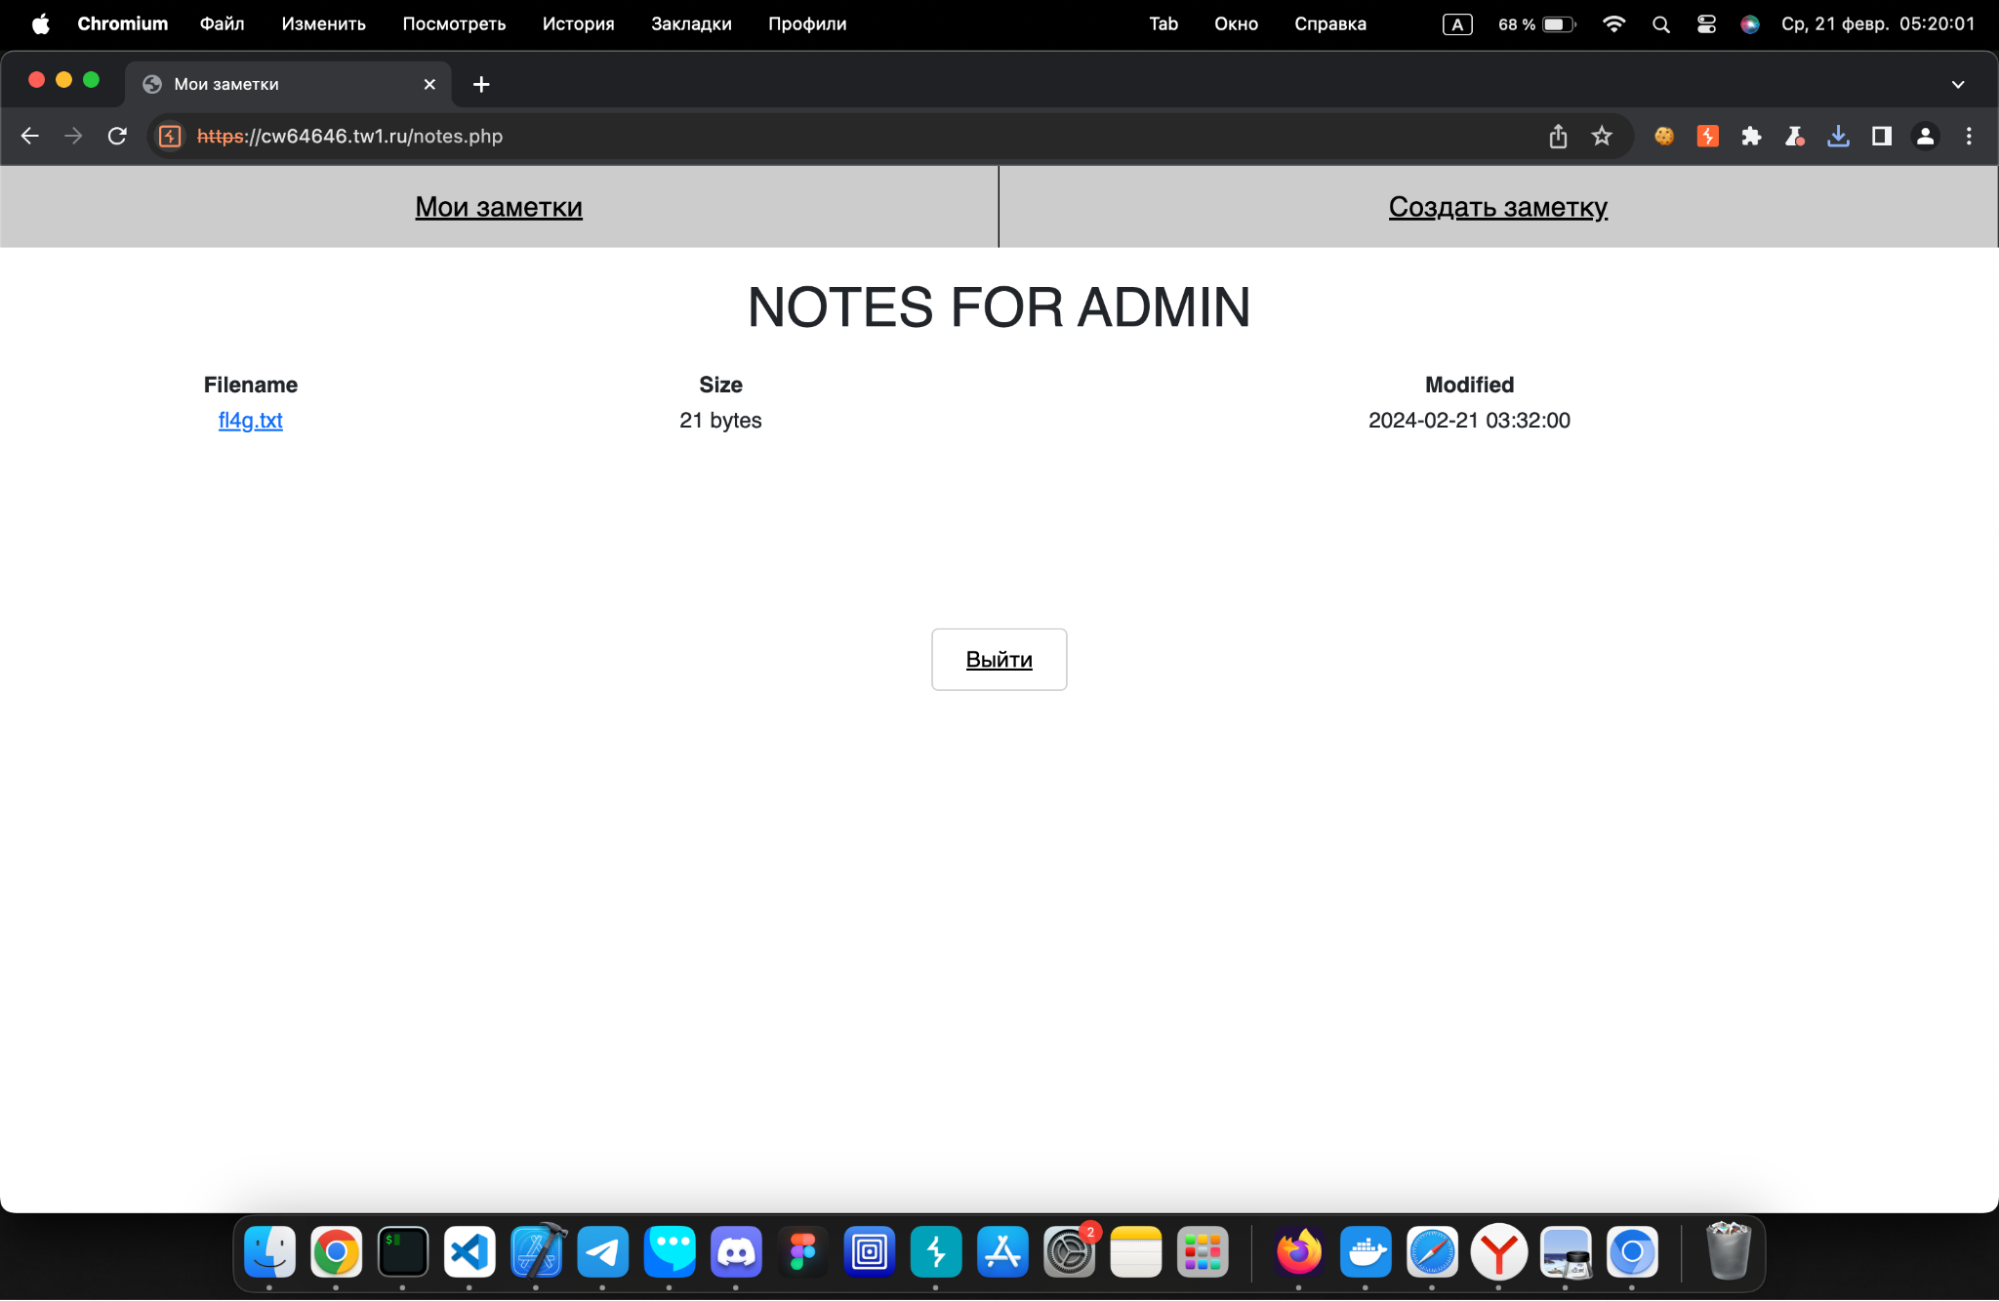 Chromium Файл Изменить Посмотреть История Закладки Профили Tab Окно Справка A 68 % Ср, 21 февр. 05:20:01
Мои заметки
https://cw64646.tw1.ru/notes.php
Мои заметки Создать заметку
NOTES FOR ADMIN
Filename Size Modified
fl4g.txt 21 bytes 2024-02-21 03:32:00
Выйти
$
2